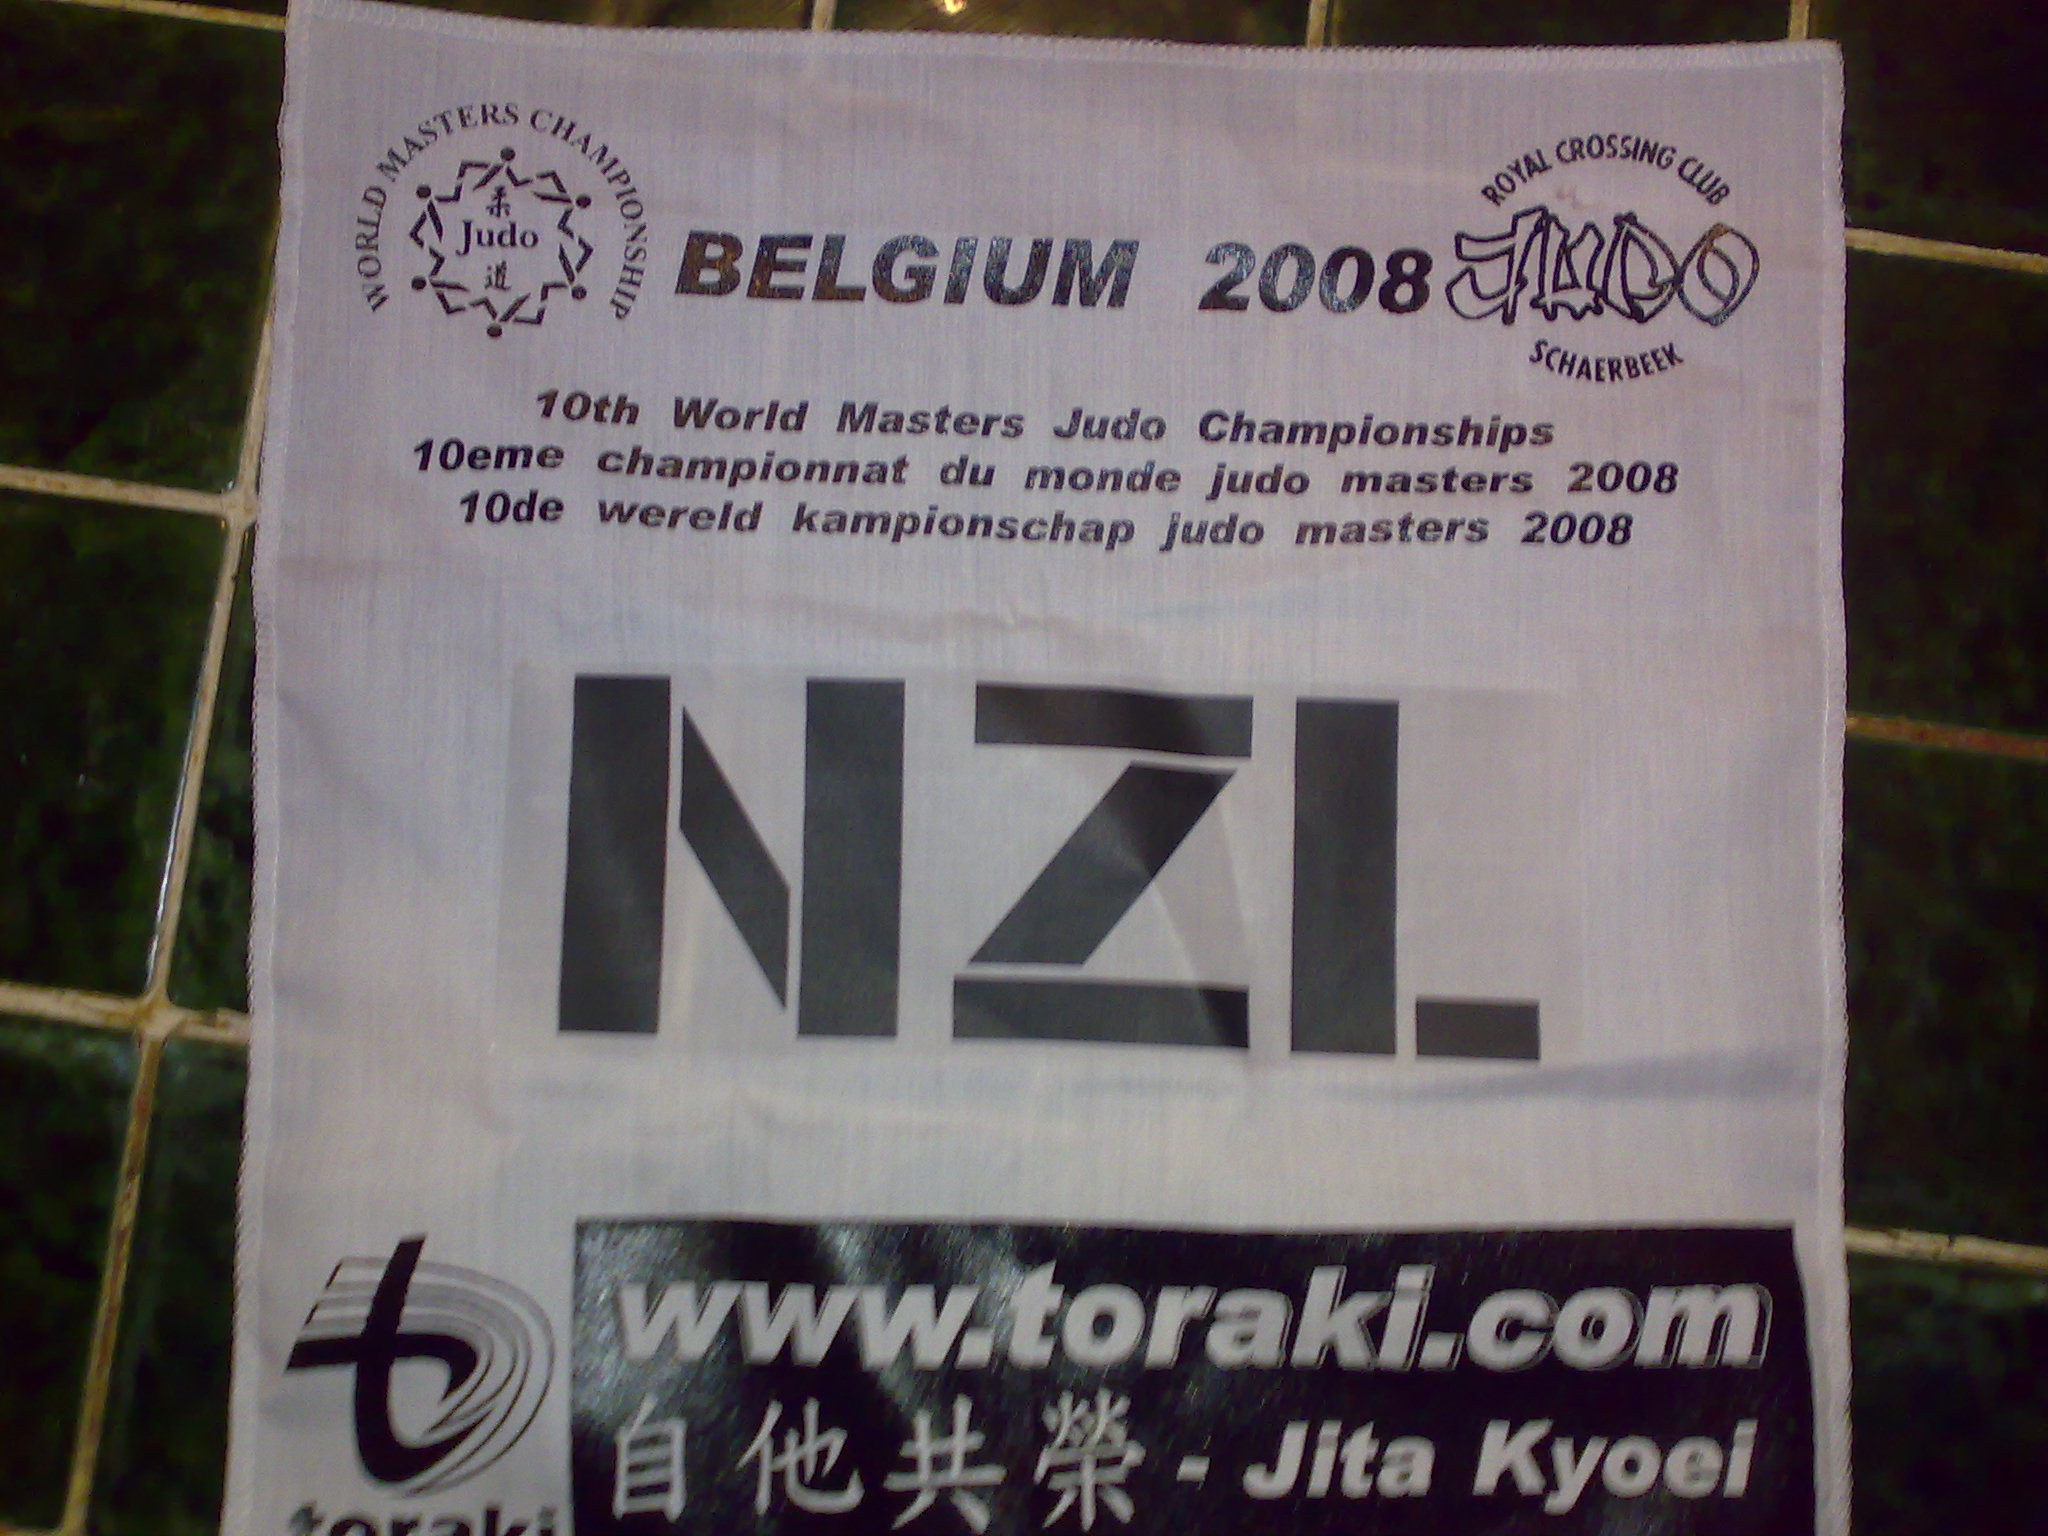 WORLD MASTERS CHAMPIONSHIP
柔
Judo
道
BELGIUM 2008
ROYAL CROSSING CLUB
JUDO
SCHAERBEEK
10th World Masters Judo Championships
10eme championnat du monde judo masters 2008
10de wereld kampionschap judo masters 2008
NZL
www.toraki.com
自他共榮 - Jita Kyoei
toraki